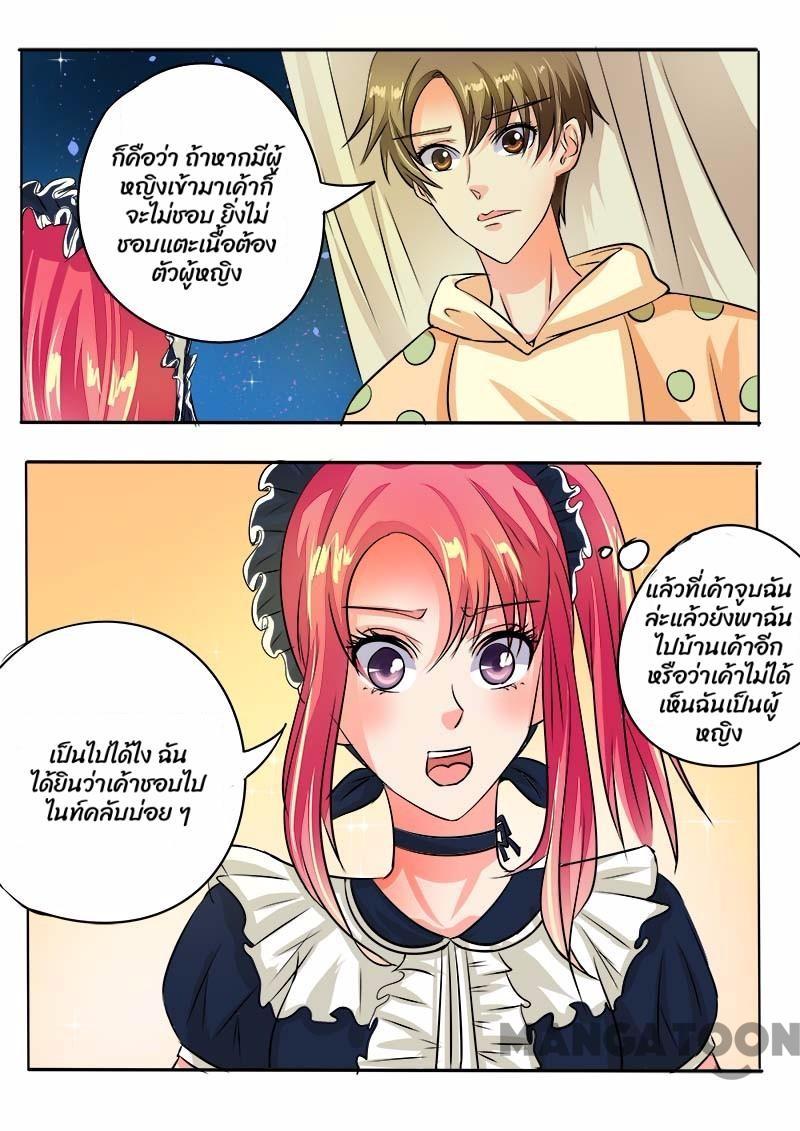 ก็คือว่า ถ้าหากมีผู้
หญิงเข้ามาเค้าก็
จะไม่ชอบ ยิ่งไม่
ชอบแตะเนื้อต้อง
ตัวผู้หญิง
แล้วที่เค้าจูบฉัน
ล่ะแล้วยังพาฉัน
ไปบ้านเค้าอีก
หรือว่าเค้าไม่ได้
เห็นฉันเป็นผู้
หญิง
เป็นไปได้ไง ฉัน
ได้ยินว่าเค้าชอบไป
ไนท์คลับบ่อย ๆ
MANGATOON